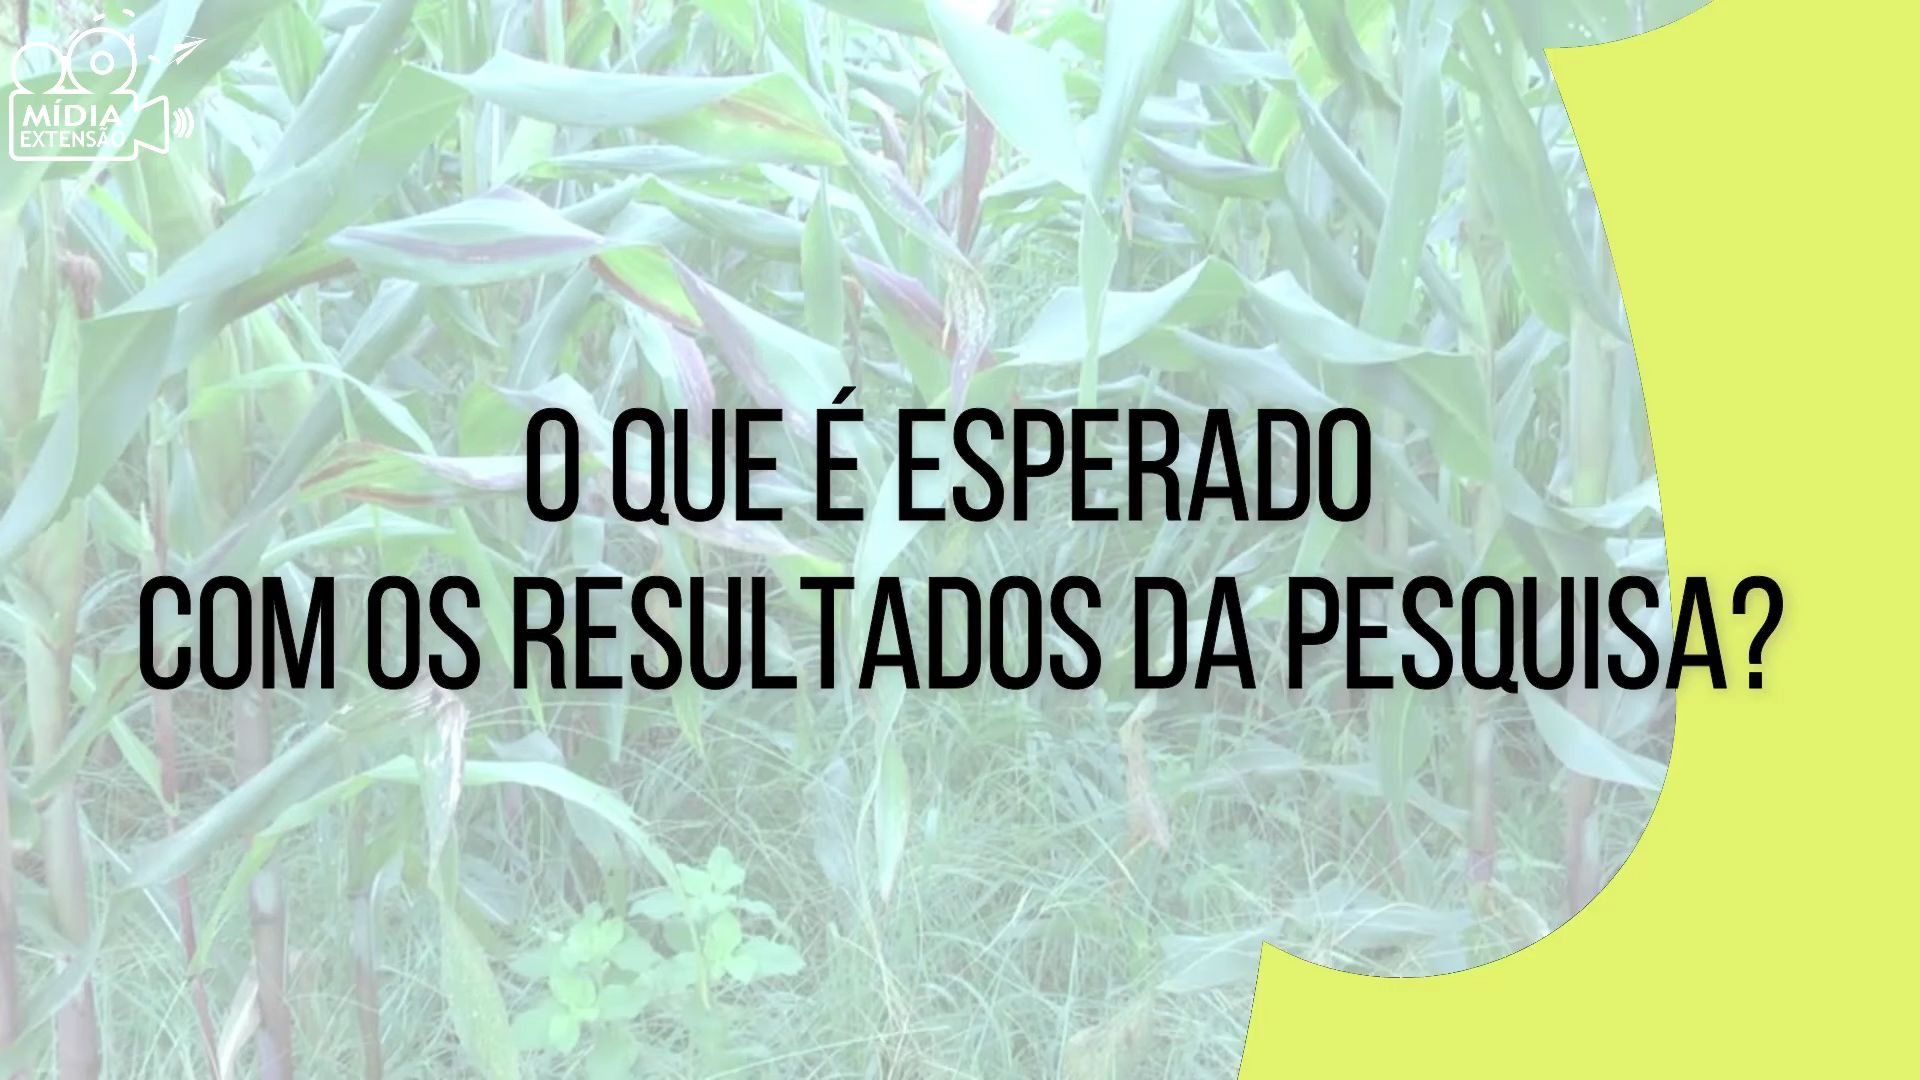 MÍDIA
EXTENSÃO
O QUE É ESPERADO
COM OS RESULTADOS DA PESQUISA?